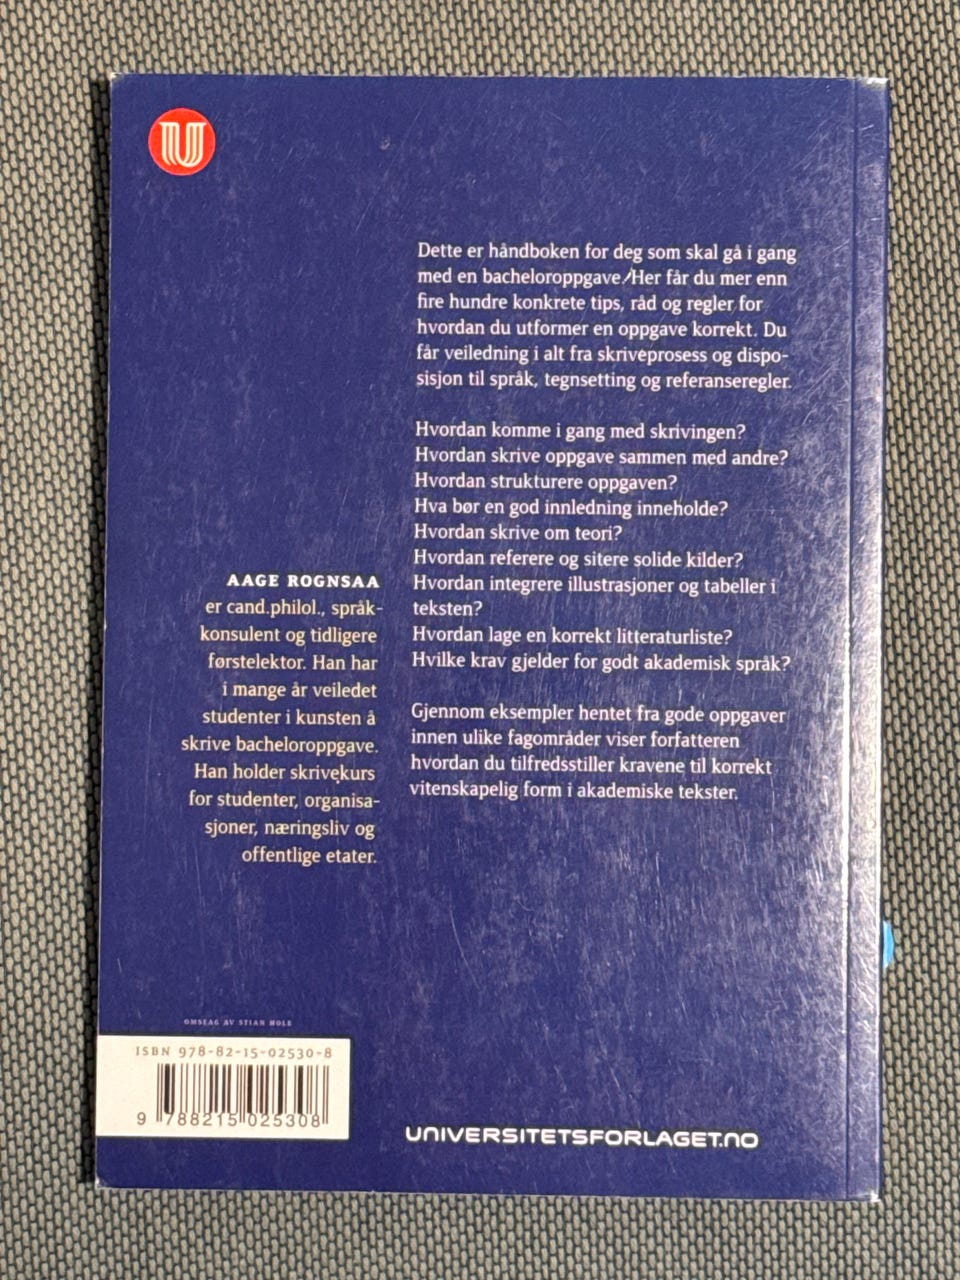 U
Dette er håndboken for deg som skal gå i gang
med en bacheloroppgave. Her får du mer enn
fire hundre konkrete tips, råd og regler for
hvordan du utformer en oppgave korrekt. Du
får veiledning i alt fra skriveprosess og dispo-
sisjon til språk, tegnsetting og referanseregler.
Hvordan komme i gang med skrivingen?
Hvordan skrive oppgave sammen med andre?
Hvordan strukturere oppgaven?
Hva bør en god innledning inneholde?
Hvordan skrive om teori?
Hvordan referere og sitere solide kilder?
Hvordan integrere illustrasjoner og tabeller i
teksten?
Hvordan lage en korrekt litteraturliste?
Hvilke krav gjelder for godt akademisk språk?
Gjennom eksempler hentet fra gode oppgaver
innen ulike fagområder viser forfatteren
hvordan du tilfredsstiller kravene til korrekt
vitenskapelig form i akademiske tekster.
AAGE ROGNSAA
er cand.philol., språk-
konsulent og tidligere
førstelektor. Han har
i mange år veiledet
studenter i kunsten å
skrive bacheloroppgave.
Han holder skrivekurs
for studenter, organisa-
sjoner, næringsliv og
offentlige etater.
OMSLAG AV STIAN HOLE
ISBN 978-82-15-02530-8
9 788215 025308
UNIVERSITETSFORLAGET.NO